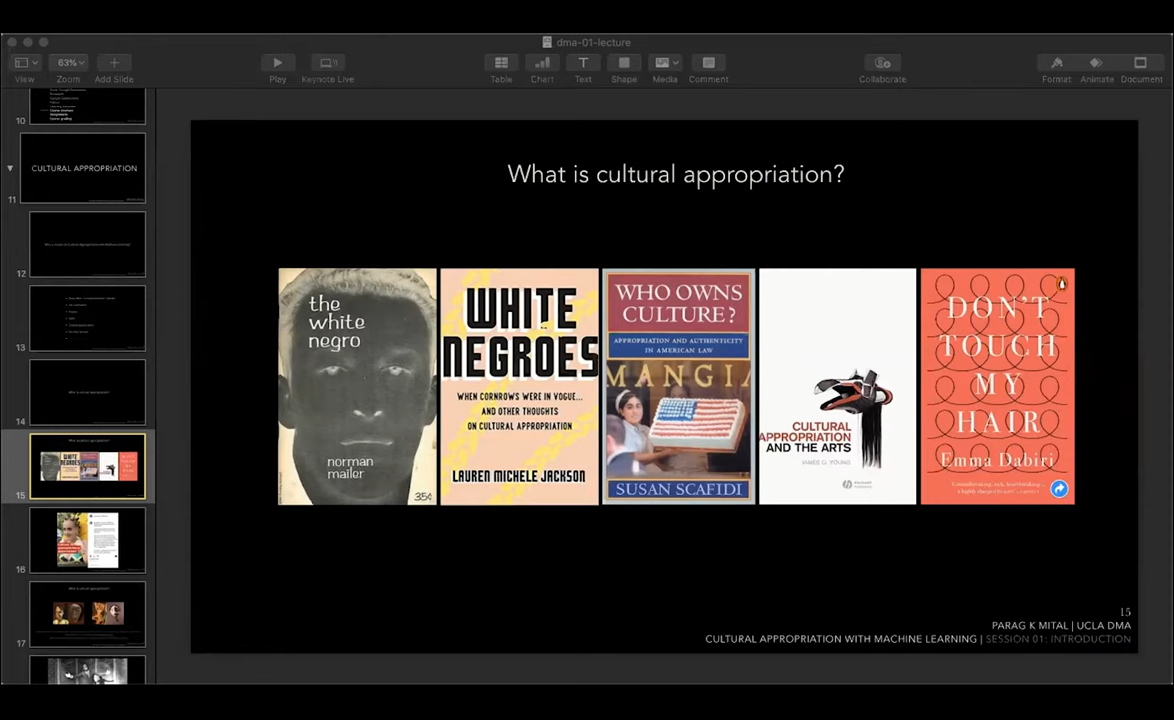 dma-01-lecture
63%
View
Zoom
Add Slide
Play
Keynote Live
Table
Chart
Text
Shape
Media
Comment
Collaborate
Format
Animate
Document
10
CULTURAL APPROPRIATION
11
12
13
14
15
16
17
What is cultural appropriation?
the
white
negro
norman
mailer
35¢
WHITE
NEGROES
WHEN CORNROWS WERE IN VOGUE...
AND OTHER THOUGHTS
ON CULTURAL APPROPRIATION
LAUREN MICHELE JACKSON
WHO OWNS
CULTURE?
APPROPRIATION AND AUTHENTICITY
IN AMERICAN LAW
MANGIA
SUSAN SCAFIDI
CULTURAL
APPROPRIATION
AND THE ARTS
JAMES O. YOUNG
DON'T
TOUCH
MY
HAIR
Emma Dabiri
15
PARAG K MITAL | UCLA DMA
CULTURAL APPROPRIATION WITH MACHINE LEARNING | SESSION 01: INTRODUCTION